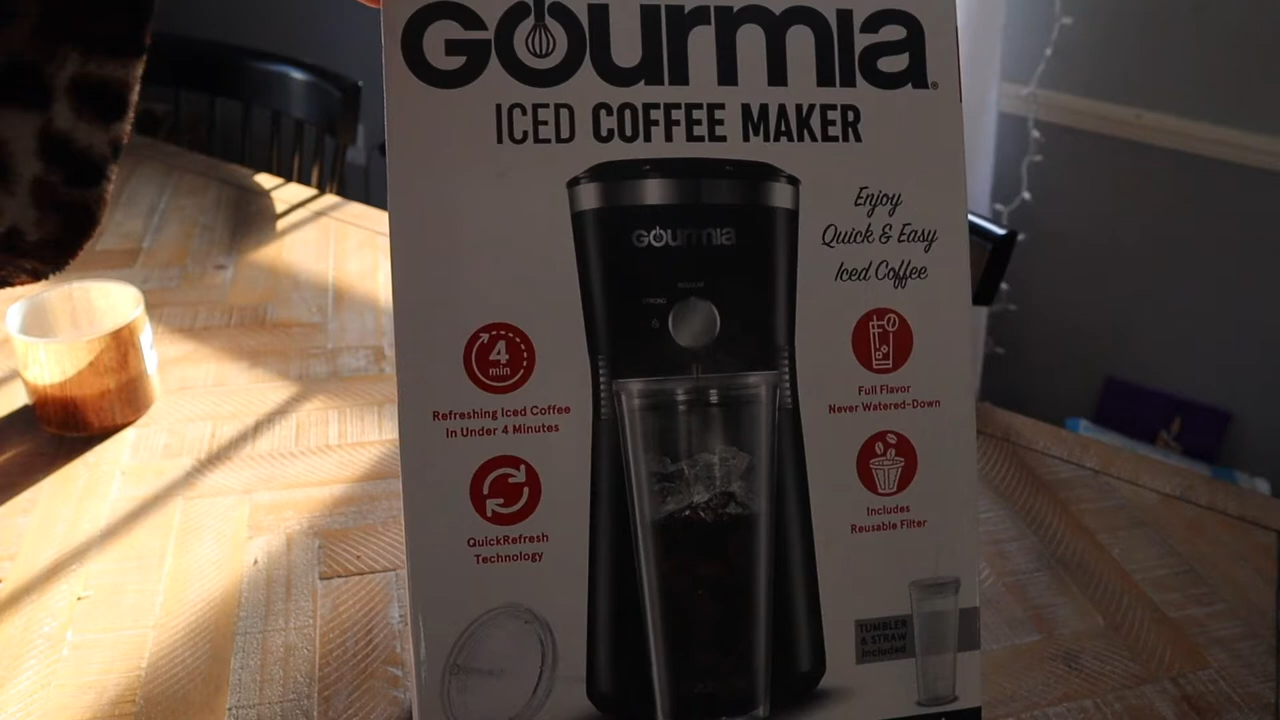 GOurmia®
ICED COFFEE MAKER
Enjoy
Quick & Easy
Iced Coffee
GOurmia
REGULAR
STRONG
4
min
Refreshing Iced Coffee
In Under 4 Minutes
Full Flavor
Never Watered-Down
QuickRefresh
Technology
Includes
Reusable Filter
TUMBLER
& STRAW
included